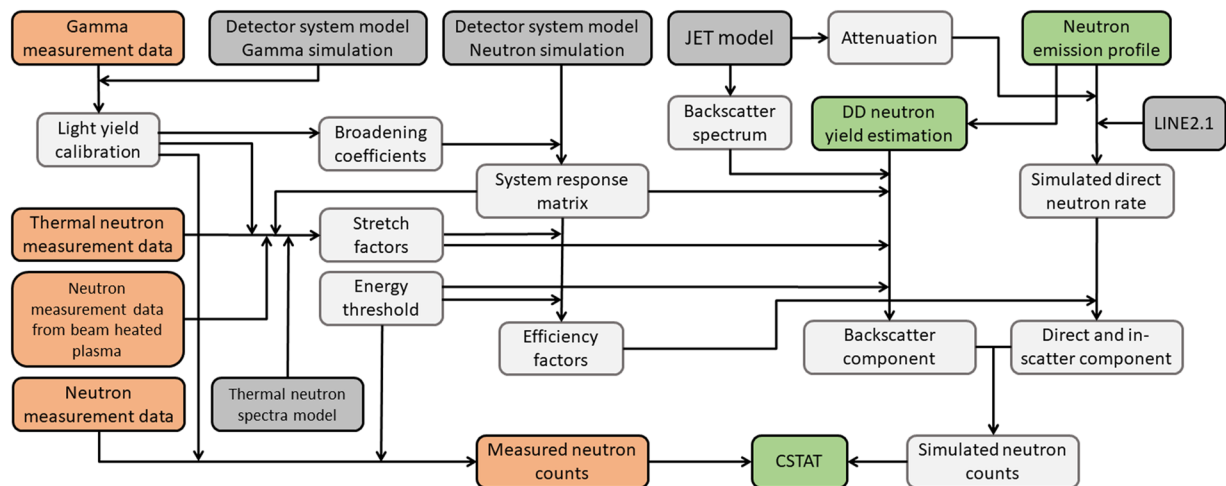 Gamma
measurement data
Detector system model
Gamma simulation
Detector system model
Neutron simulation
JET model
Attenuation
Neutron
emission profile
Light yield
calibration
Broadening
coefficients
Backscatter
spectrum
DD neutron
yield estimation
LINE2.1
System response
matrix
Simulated direct
neutron rate
Thermal neutron
measurement data
Stretch
factors
Neutron
measurement data
from beam heated
plasma
Energy
threshold
Efficiency
factors
Backscatter
component
Direct and in-
scatter component
Neutron
measurement data
Thermal neutron
spectra model
Measured neutron
counts
CSTAT
Simulated neutron
counts